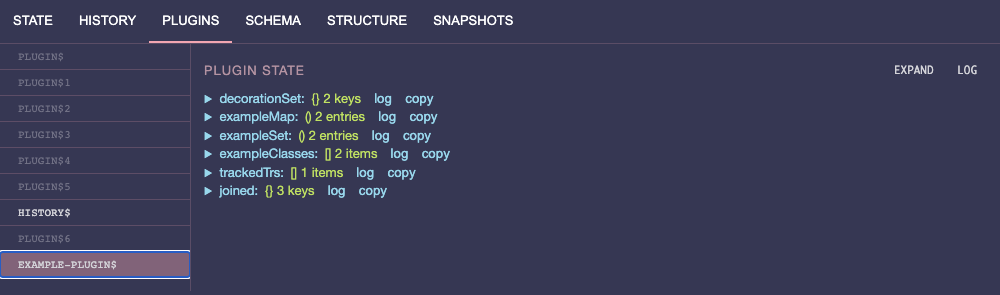 STATE HISTORY PLUGINS SCHEMA STRUCTURE SNAPSHOTS
PLUGIN$
PLUGIN$1
PLUGIN$2
PLUGIN$3
PLUGIN$4
PLUGIN$5
HISTORY$
PLUGIN$6
EXAMPLE-PLUGIN$
PLUGIN STATE EXPAND LOG
▶ decorationSet: {} 2 keys log copy
▶ exampleMap: () 2 entries log copy
▶ exampleSet: () 2 entries log copy
▶ exampleClasses: [] 2 items log copy
▶ trackedTrs: [] 1 items log copy
▶ joined: {} 3 keys log copy